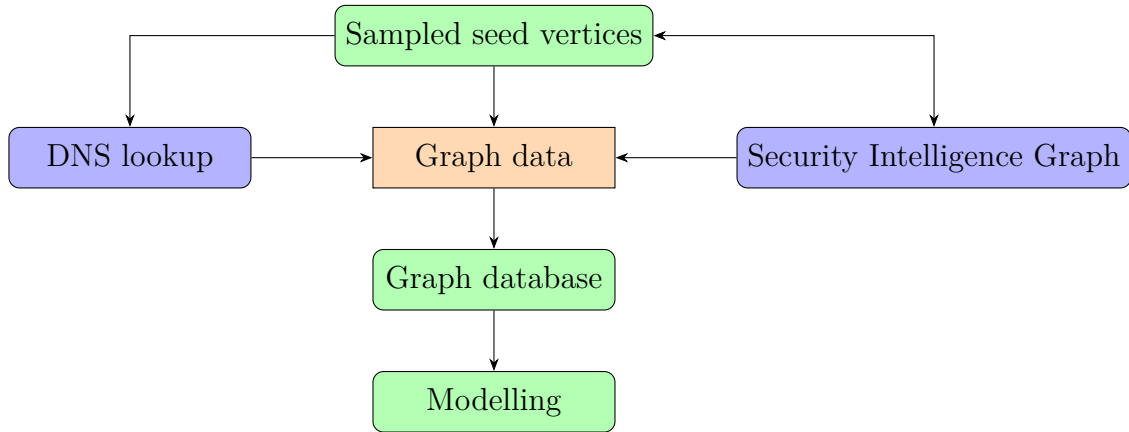 Sampled seed vertices
DNS lookup
Graph data
Security Intelligence Graph
Graph database
Modelling